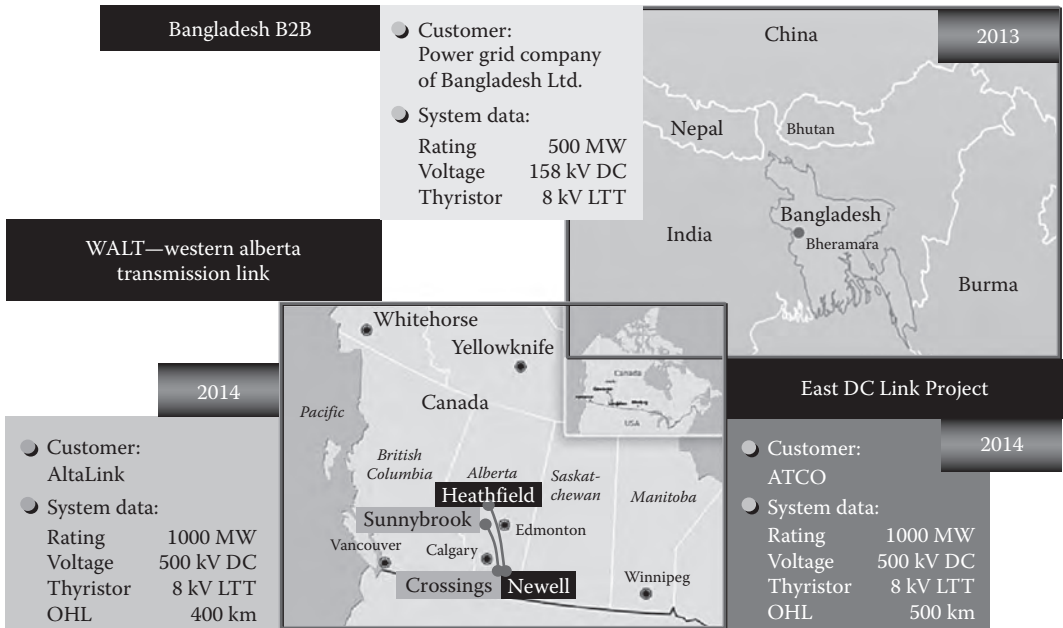 Bangladesh B2B
Customer:
Power grid company
of Bangladesh Ltd.
System data:
Rating 500 MW
Voltage 158 kV DC
Thyristor 8 kV LTT
2013
China
Nepal
Bhutan
Bangladesh
Bheramara
India
Burma
WALT—western alberta
transmission link
2014
Customer:
AltaLink
System data:
Rating 1000 MW
Voltage 500 kV DC
Thyristor 8 kV LTT
OHL 400 km
Whitehorse
Yellowknife
Pacific
Canada
British
Columbia
Alberta
Saskat-
chewan
Manitoba
Heathfield
Sunnybrook
Edmonton
Vancouver
Calgary
Crossings
Newell
Winnipeg
Canada
USA
East DC Link Project
2014
Customer:
ATCO
System data:
Rating 1000 MW
Voltage 500 kV DC
Thyristor 8 kV LTT
OHL 500 km